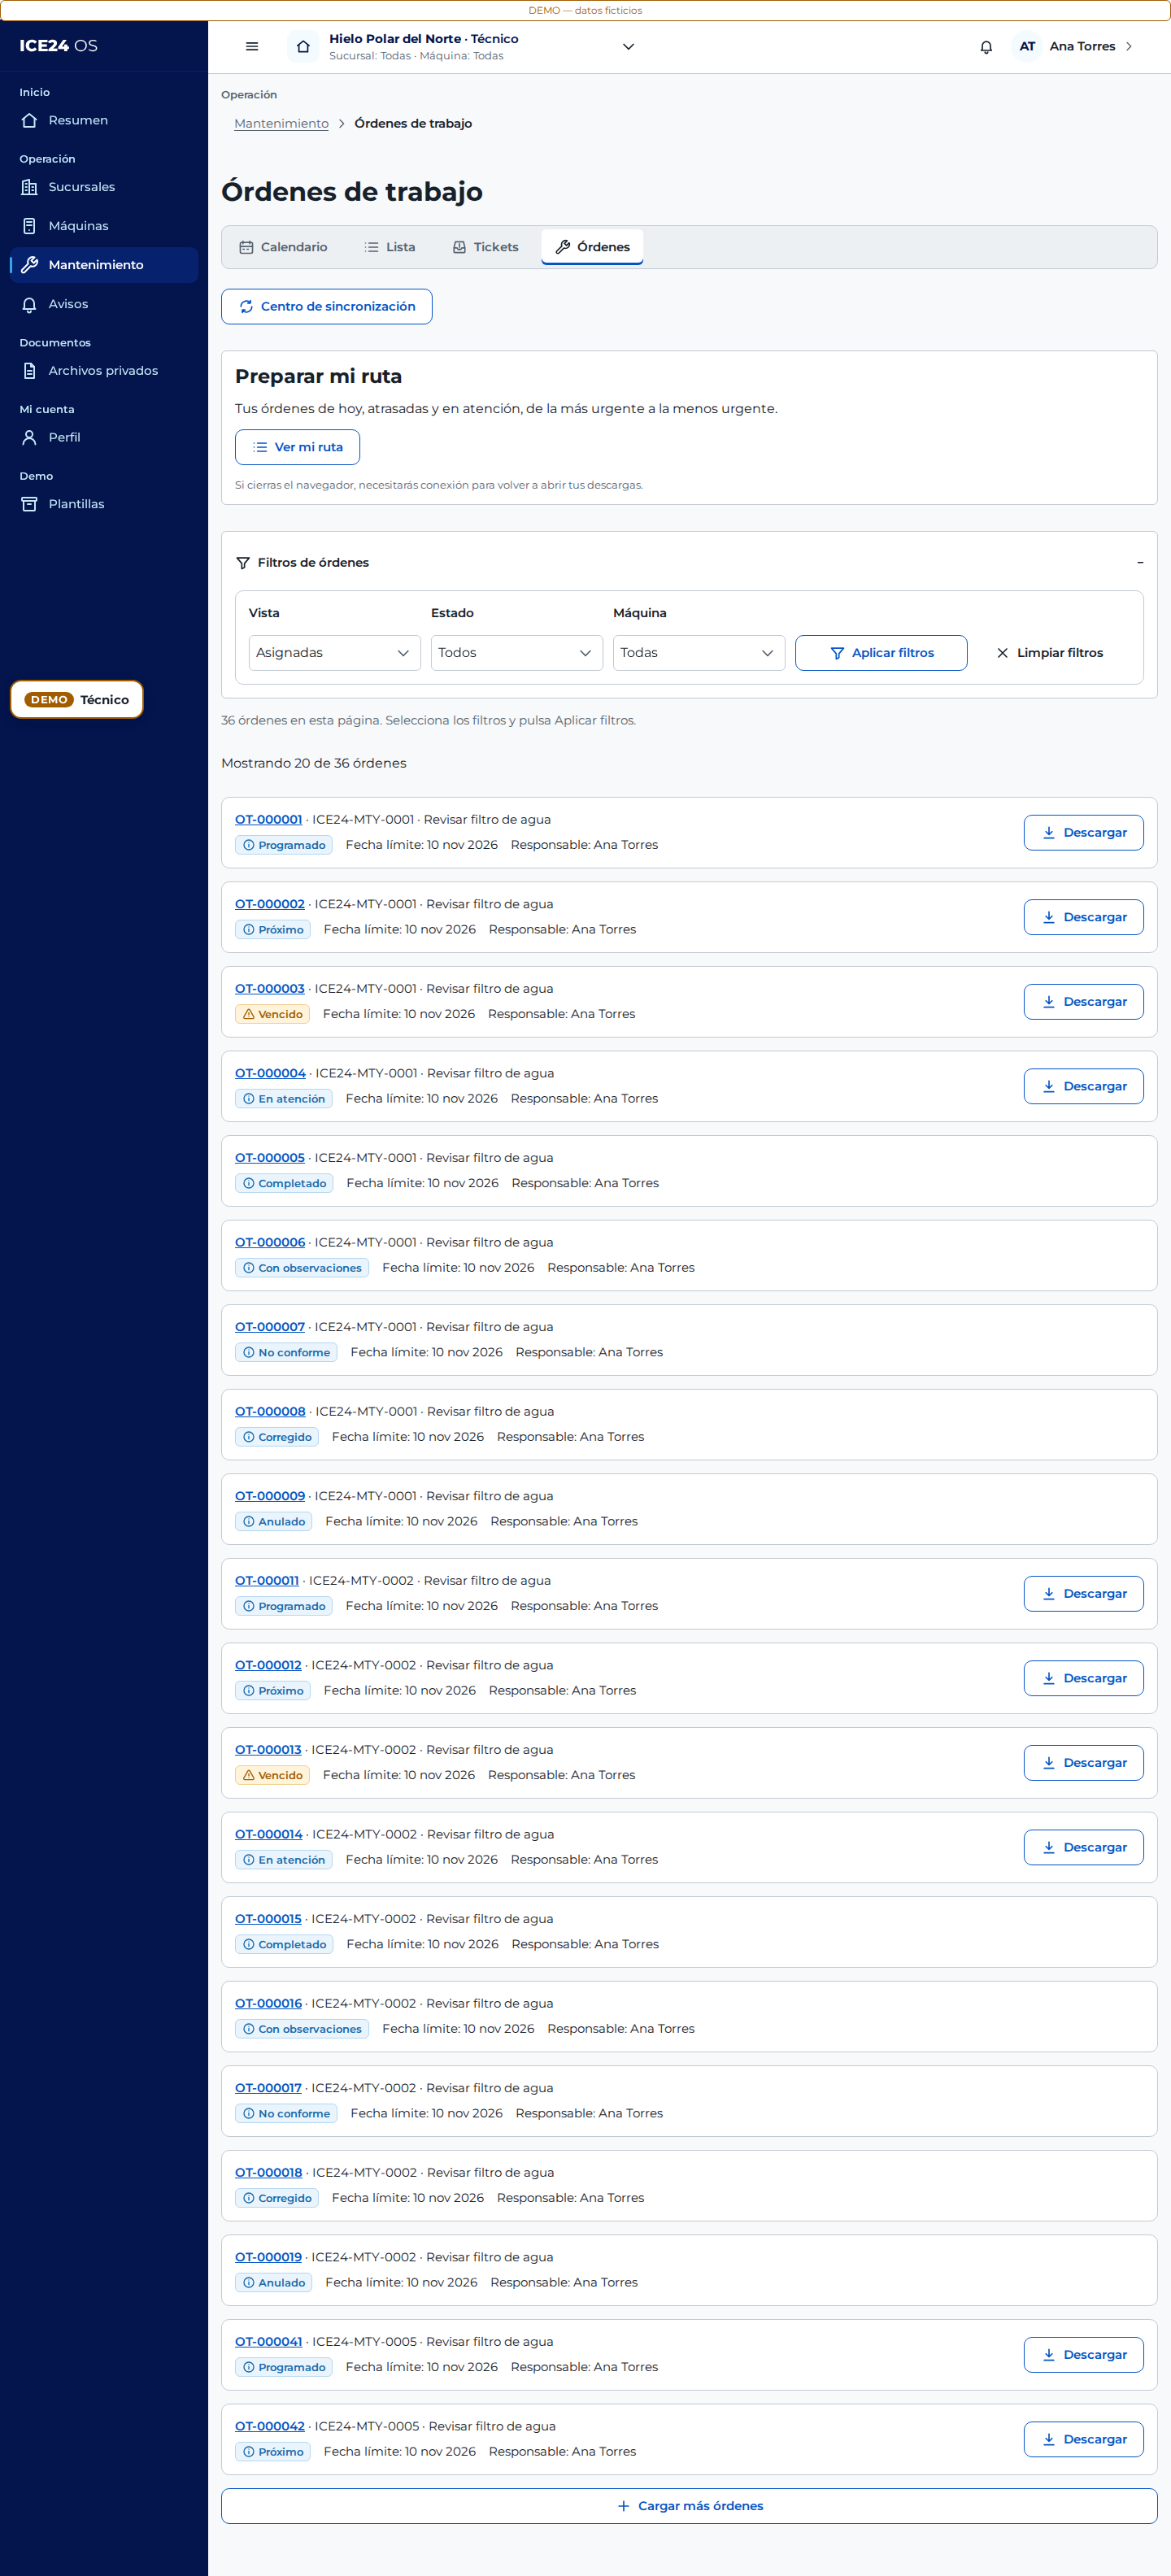 DEMO — datos ficticios
ICE24 OS
Inicio
Resumen
Operación
Sucursales
Máquinas
Mantenimiento
Avisos
Documentos
Archivos privados
Mi cuenta
Perfil
Demo
Plantillas
DEMO Técnico
Hielo Polar del Norte · Técnico
Sucursal: Todas · Máquina: Todas
AT Ana Torres
Operación
Mantenimiento > Órdenes de trabajo
Órdenes de trabajo
Calendario Lista Tickets Órdenes
Centro de sincronización
Preparar mi ruta
Tus órdenes de hoy, atrasadas y en atención, de la más urgente a la menos urgente.
Ver mi ruta
Si cierras el navegador, necesitarás conexión para volver a abrir tus descargas.
Filtros de órdenes −
Vista Estado Máquina
Asignadas Todos Todas Aplicar filtros Limpiar filtros
36 órdenes en esta página. Selecciona los filtros y pulsa Aplicar filtros.
Mostrando 20 de 36 órdenes
OT-000001 · ICE24-MTY-0001 · Revisar filtro de agua
Programado Fecha límite: 10 nov 2026 Responsable: Ana Torres
Descargar
OT-000002 · ICE24-MTY-0001 · Revisar filtro de agua
Próximo Fecha límite: 10 nov 2026 Responsable: Ana Torres
Descargar
OT-000003 · ICE24-MTY-0001 · Revisar filtro de agua
Vencido Fecha límite: 10 nov 2026 Responsable: Ana Torres
Descargar
OT-000004 · ICE24-MTY-0001 · Revisar filtro de agua
En atención Fecha límite: 10 nov 2026 Responsable: Ana Torres
Descargar
OT-000005 · ICE24-MTY-0001 · Revisar filtro de agua
Completado Fecha límite: 10 nov 2026 Responsable: Ana Torres
OT-000006 · ICE24-MTY-0001 · Revisar filtro de agua
Con observaciones Fecha límite: 10 nov 2026 Responsable: Ana Torres
OT-000007 · ICE24-MTY-0001 · Revisar filtro de agua
No conforme Fecha límite: 10 nov 2026 Responsable: Ana Torres
OT-000008 · ICE24-MTY-0001 · Revisar filtro de agua
Corregido Fecha límite: 10 nov 2026 Responsable: Ana Torres
OT-000009 · ICE24-MTY-0001 · Revisar filtro de agua
Anulado Fecha límite: 10 nov 2026 Responsable: Ana Torres
OT-000011 · ICE24-MTY-0002 · Revisar filtro de agua
Programado Fecha límite: 10 nov 2026 Responsable: Ana Torres
Descargar
OT-000012 · ICE24-MTY-0002 · Revisar filtro de agua
Próximo Fecha límite: 10 nov 2026 Responsable: Ana Torres
Descargar
OT-000013 · ICE24-MTY-0002 · Revisar filtro de agua
Vencido Fecha límite: 10 nov 2026 Responsable: Ana Torres
Descargar
OT-000014 · ICE24-MTY-0002 · Revisar filtro de agua
En atención Fecha límite: 10 nov 2026 Responsable: Ana Torres
Descargar
OT-000015 · ICE24-MTY-0002 · Revisar filtro de agua
Completado Fecha límite: 10 nov 2026 Responsable: Ana Torres
OT-000016 · ICE24-MTY-0002 · Revisar filtro de agua
Con observaciones Fecha límite: 10 nov 2026 Responsable: Ana Torres
OT-000017 · ICE24-MTY-0002 · Revisar filtro de agua
No conforme Fecha límite: 10 nov 2026 Responsable: Ana Torres
OT-000018 · ICE24-MTY-0002 · Revisar filtro de agua
Corregido Fecha límite: 10 nov 2026 Responsable: Ana Torres
OT-000019 · ICE24-MTY-0002 · Revisar filtro de agua
Anulado Fecha límite: 10 nov 2026 Responsable: Ana Torres
OT-000041 · ICE24-MTY-0005 · Revisar filtro de agua
Programado Fecha límite: 10 nov 2026 Responsable: Ana Torres
Descargar
OT-000042 · ICE24-MTY-0005 · Revisar filtro de agua
Próximo Fecha límite: 10 nov 2026 Responsable: Ana Torres
Descargar
+ Cargar más órdenes